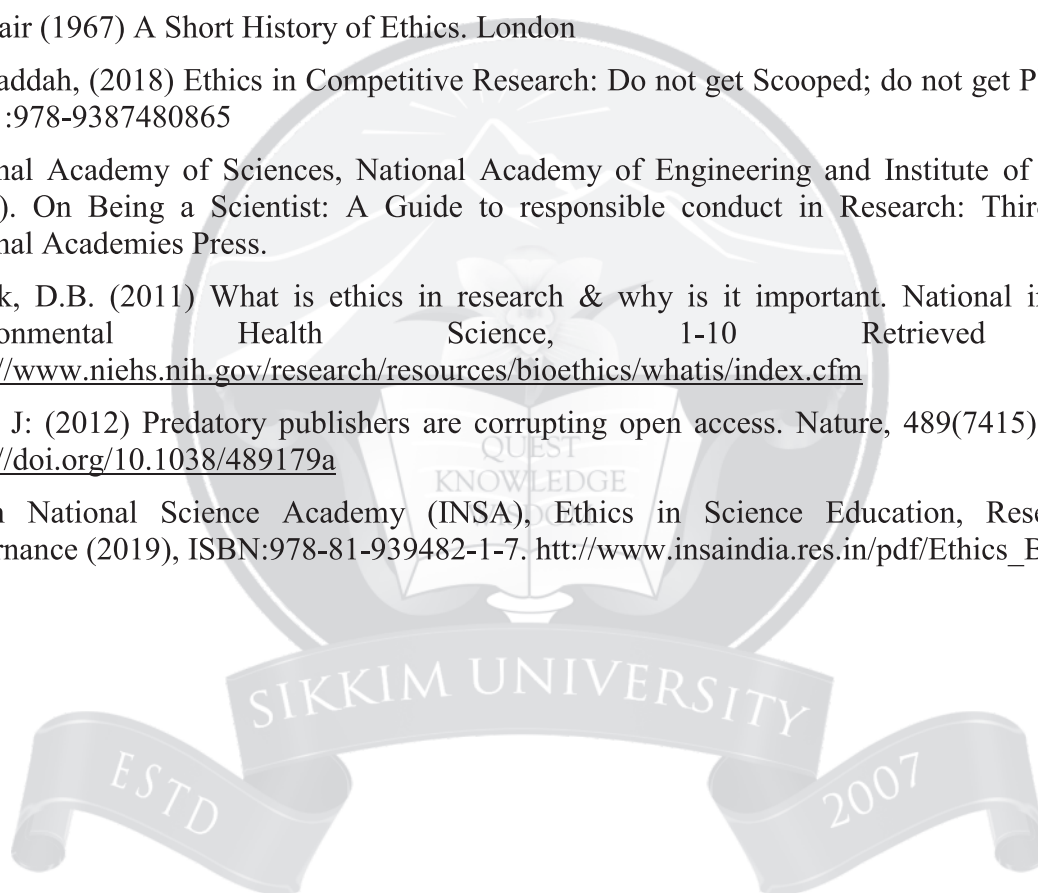 air (1967) A Short History of Ethics. London
addah, (2018) Ethics in Competitive Research: Do not get Scooped; do not get P
:978-9387480865
nal Academy of Sciences, National Academy of Engineering and Institute of
). On Being a Scientist: A Guide to responsible conduct in Research: Thir
nal Academies Press.
k, D.B. (2011) What is ethics in research & why is it important. National i
onmental Health Science, 1-10 Retrieved
//www.niehs.nih.gov/research/resources/bioethics/whatis/index.cfm
J: (2012) Predatory publishers are corrupting open access. Nature, 489(7415)
//doi.org/10.1038/489179a
n National Science Academy (INSA), Ethics in Science Education, Rese
rnance (2019), ISBN:978-81-939482-1-7. htt://www.insaindia.res.in/pdf/Ethics_B
QUEST
KNOWLEDGE
WISDOM
SIKKIM UNIVERSITY
ESTD
2007